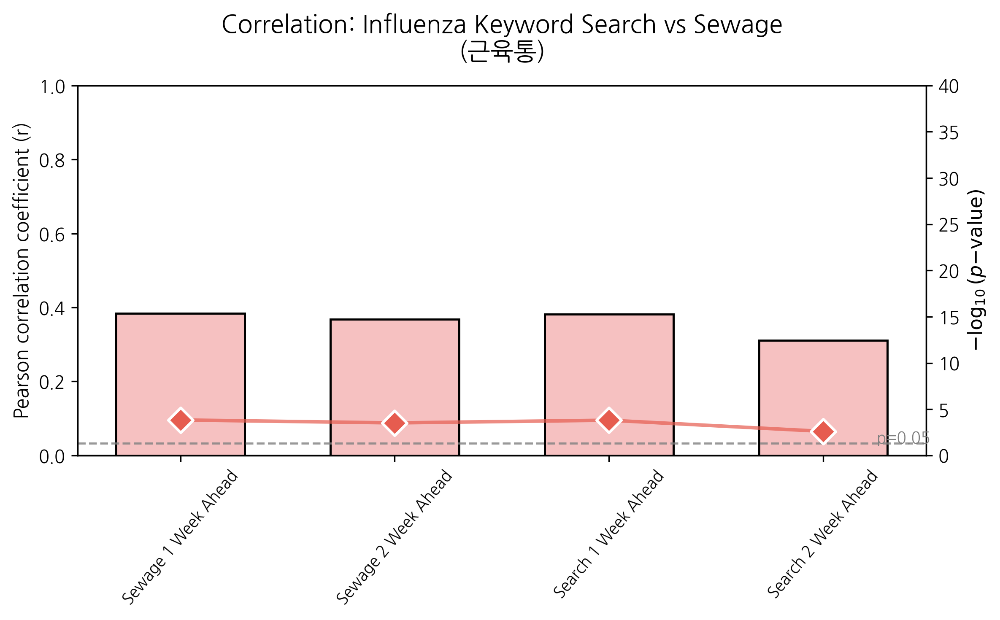 Correlation: Influenza Keyword Search vs Sewage
(근육통)
Pearson correlation coefficient (r)
1.0
0.8
0.6
0.4
0.2
0.0
40
35
30
25
20
15
10
5
0
−log₁₀ (p−value)
p=0.05
Sewage 1 Week Ahead
Sewage 2 Week Ahead
Search 1 Week Ahead
Search 2 Week Ahead